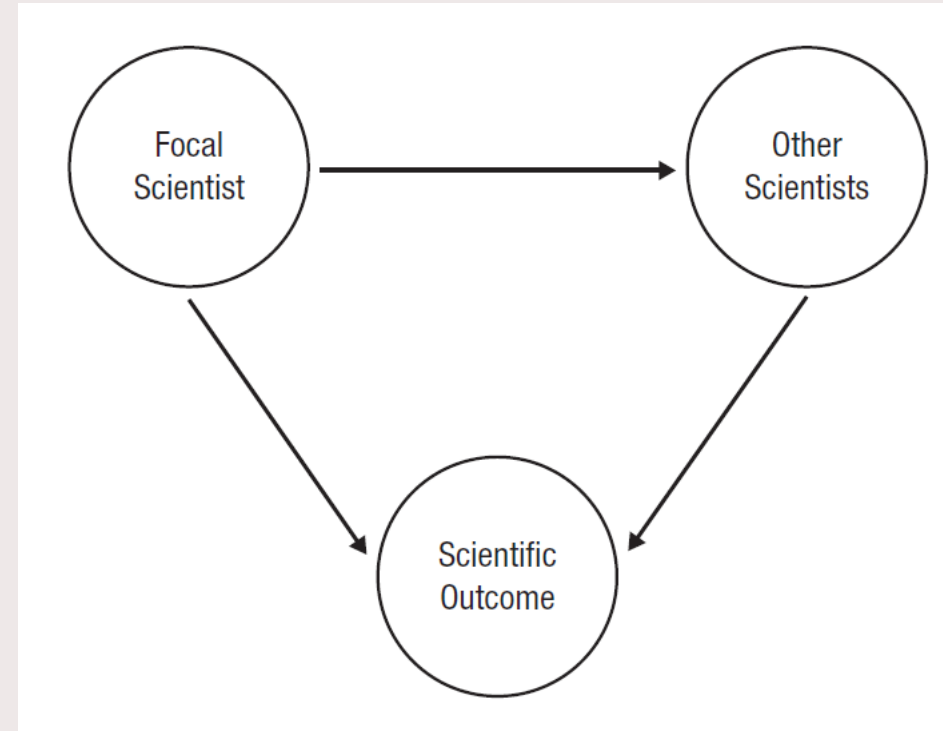 Focal
Scientist
Other
Scientists
Scientific
Outcome